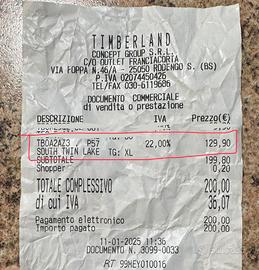 TIMBERLAND
CONCEPT GROUP S.R.L.
C/O OUTLET FRANCIACORTA
VIA FOPPA N.46/A - 25050 RODENGO S. (BS)
P.IVA 02074450426
TEL/FAX 030-6119686
DOCUMENTO COMMERCIALE
di vendita o prestazione
DESCRIZIONE IVA Prezzo(€)
TB0A2AZ3 P57 22,00% 129,90
SOUTH TWIN LAKE TG: XL
SUBTOTALE 199,80
Shopper 0,20
TOTALE COMPLESSIVO 200,00
di cui IVA 36,07
Pagamento elettronico 200,00
Importo pagato 200,00
11-01-2025 11:36
DOCUMENTO N. 3099-0033
RT 99MEY010016